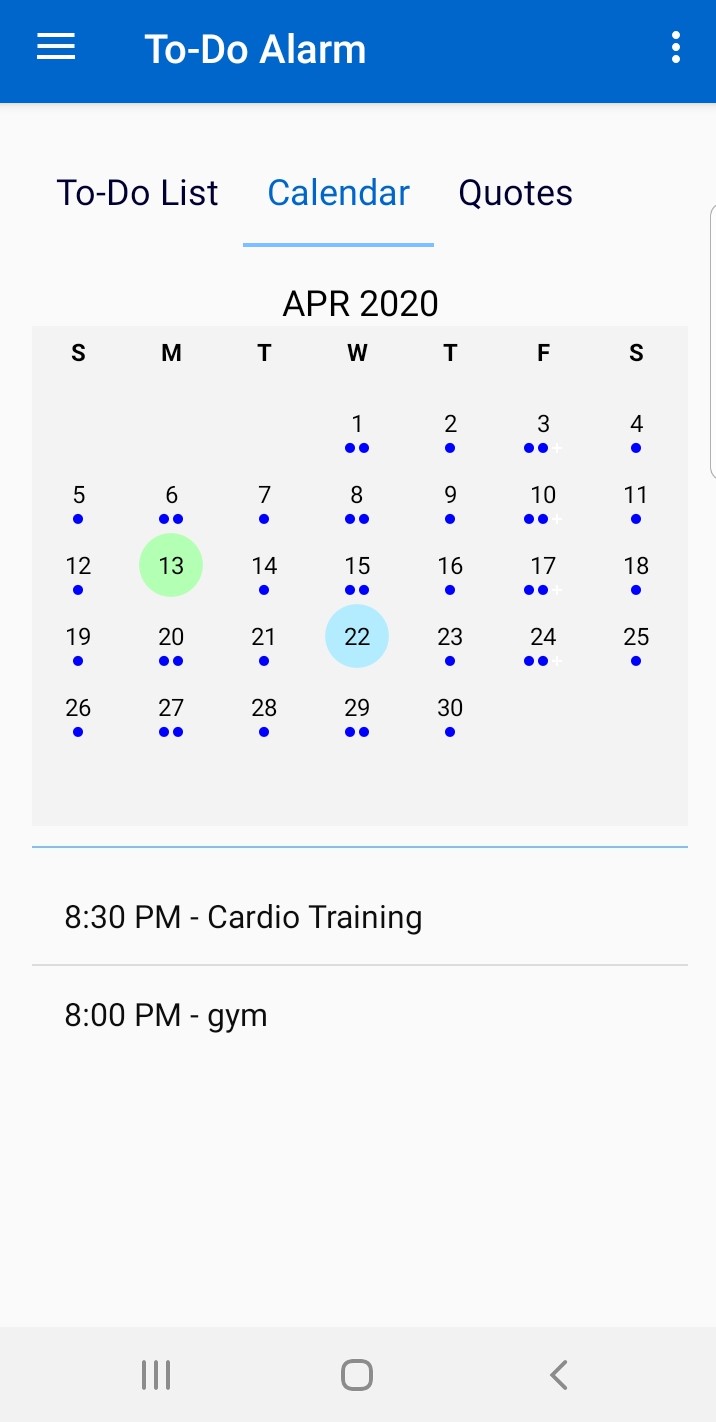 To-Do Alarm
To-Do List Calendar Quotes
APR 2020
S M T W T F S
1 2 3 4
5 6 7 8 9 10 11
12 13 14 15 16 17 18
19 20 21 22 23 24 25
26 27 28 29 30
8:30 PM - Cardio Training
8:00 PM - gym